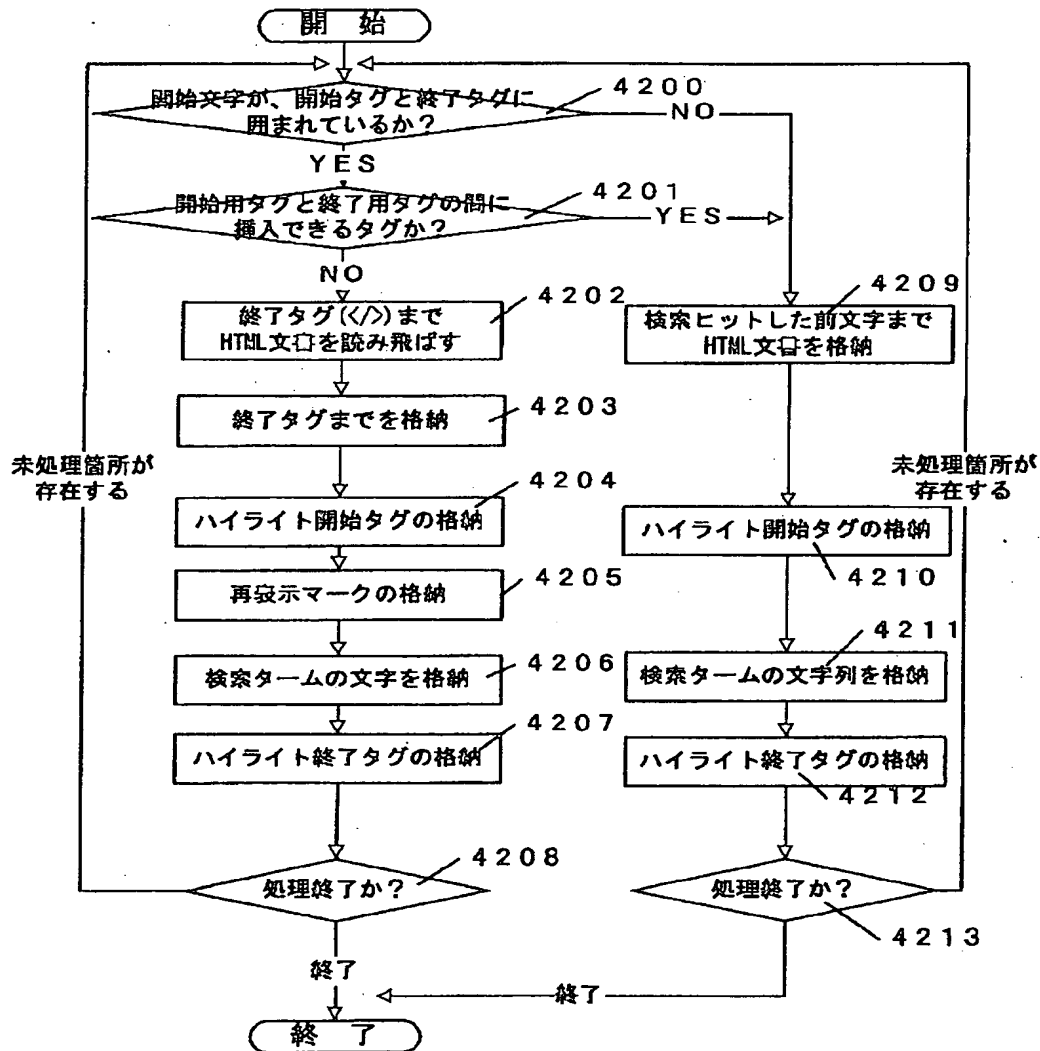 開 始
開始文字が、開始タグと終了タグに
囲まれているか?
4200
NO
YES
開始用タグと終了用タグの間に
挿入できるタグか?
4201
YES
NO
終了タグ(</>)まで
HTML文書を読み飛ばす
4202
検索ヒットした前文字まで
HTML文書を格納
4209
終了タグまでを格納
4203
未処理箇所が
存在する
未処理箇所が
存在する
ハイライト開始タグの格納
4204
ハイライト開始タグの格納
4210
再表示マークの格納
4205
検索タームの文字を格納
4206
検索タームの文字列を格納
4211
ハイライト終了タグの格納
4207
ハイライト終了タグの格納
4212
処理終了か?
4208
処理終了か?
4213
終了
終了
終 了